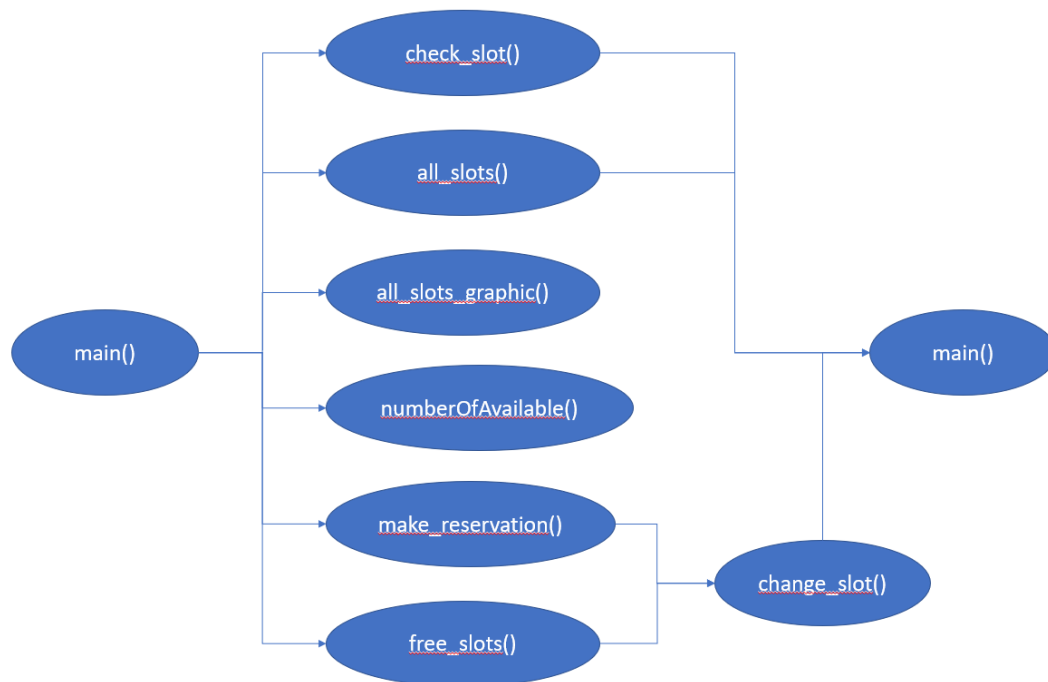 check_slot()
all_slots()
all_slots_graphic()
main()
main()
numberOfAvailable()
make_reservation()
change_slot()
free_slots()